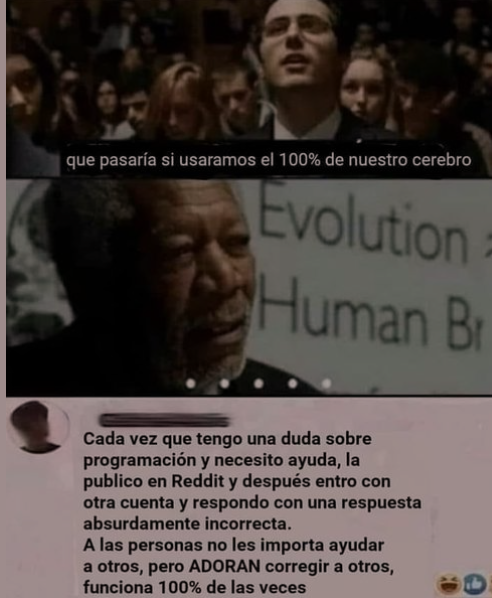 que pasaría si usaramos el 100% de nuestro cerebro
Evolution
Human
Cada vez que tengo una duda sobre
programación y necesito ayuda, la
publico en Reddit y después entro con
otra cuenta y respondo con una respuesta
absurdamente incorrecta.
A las personas no les importa ayudar
a otros, pero ADORAN corregir a otros,
funciona 100% de las veces